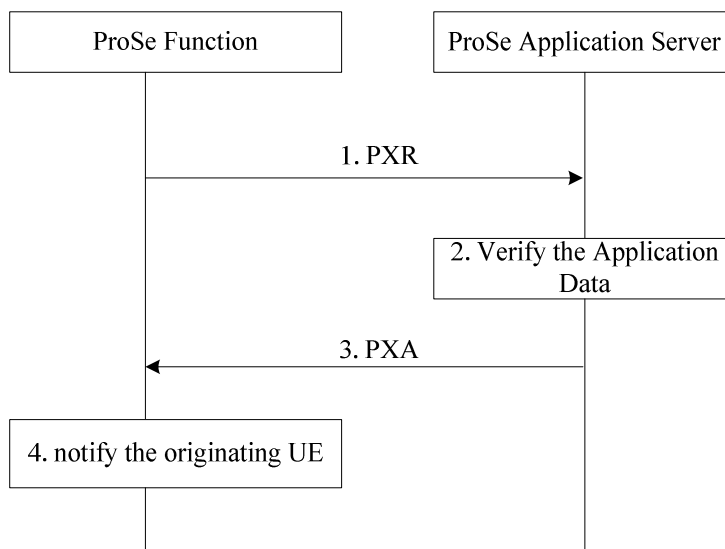 ProSe Function
ProSe Application Server
1. PXR
2. Verify the Application
Data
3. PXA
4. notify the originating UE